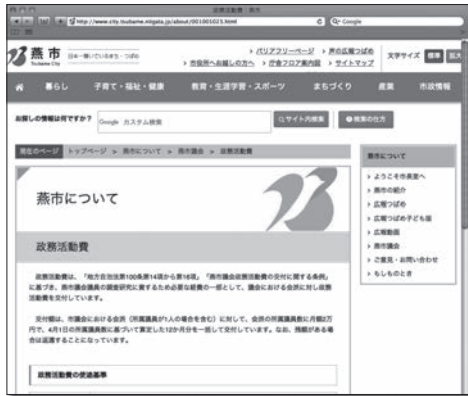 政務活動費｜燕市
http://www.city.tsubame.niigata.jp/about/001001023.html
Google
燕市
Tsubame City
日本一輝いているまち・つばめ
バリアフリーページ
声の広報つばめ
市役所へお越しの方へ
庁舎フロア案内図
サイトマップ
文字サイズ 標準 拡大
暮らし 子育て・福祉・健康 教育・生涯学習・スポーツ まちづくり 産業 市政情報
お探しの情報は何ですか？ Google カスタム検索 サイト内検索 検索の仕方
現在のページ トップページ > 燕市について > 燕市議会 > 政務活動費
燕市について
政務活動費
政務活動費は、「地方自治法第100条第14項から第16項」「燕市議会政務活動費の交付に関する条例」
に基づき、燕市議会議員の調査研究に資するため必要な経費の一部として、議会における会派に対し政務
活動費を交付しています。
交付額は、市議会における会派（所属議員が1人の場合を含む）に対して、会派の所属議員数に月額2万
円で、4月1日の所属議員数に基づいて算定した12か月分を一括して交付しています。なお、残額がある場
合は返還することになっています。
政務活動費の使途基準
燕市について
ようこそ市長室へ
燕市の紹介
広報つばめ
広報つばめ子ども版
広報動画
燕市議会
ご意見・お問い合わせ
もしものとき